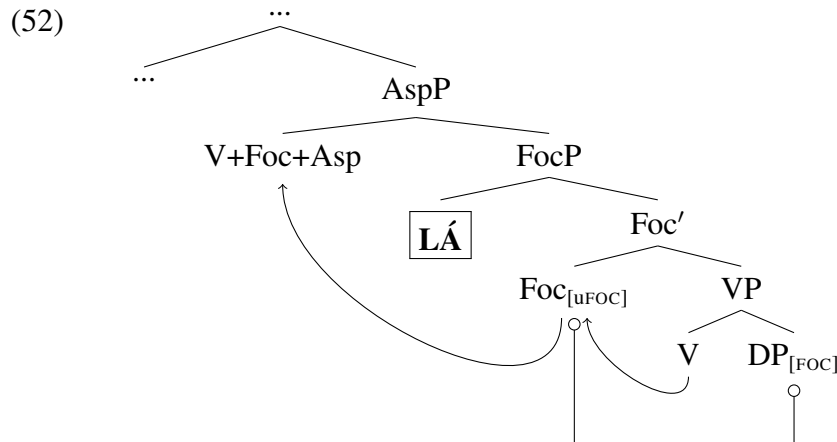 (52) ...
...
AspP
V+Foc+Asp FocP
LÁ Foc′
Foc[uFOC] VP
V DP[FOC]